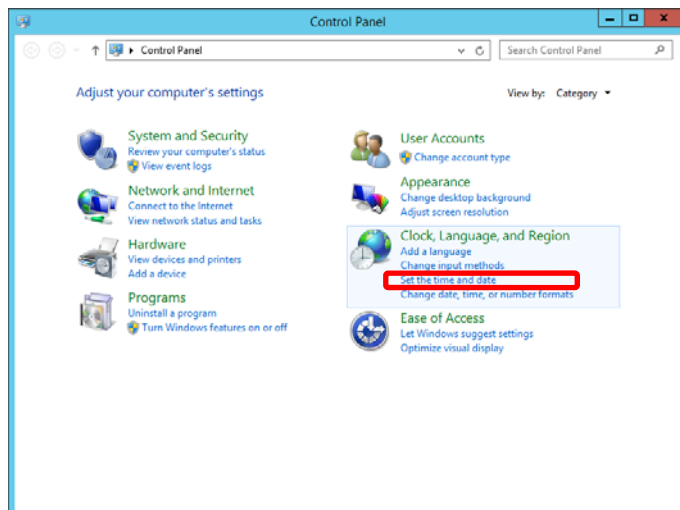 Control Panel
Control Panel
Search Control Panel
Adjust your computer's settings
View by: Category
System and Security
Review your computer's status
View event logs
Network and Internet
Connect to the Internet
View network status and tasks
Hardware
View devices and printers
Add a device
Programs
Uninstall a program
Turn Windows features on or off
User Accounts
Change account type
Appearance
Change desktop background
Adjust screen resolution
Clock, Language, and Region
Add a language
Change input methods
Set the time and date
Change date, time, or number formats
Ease of Access
Let Windows suggest settings
Optimize visual display